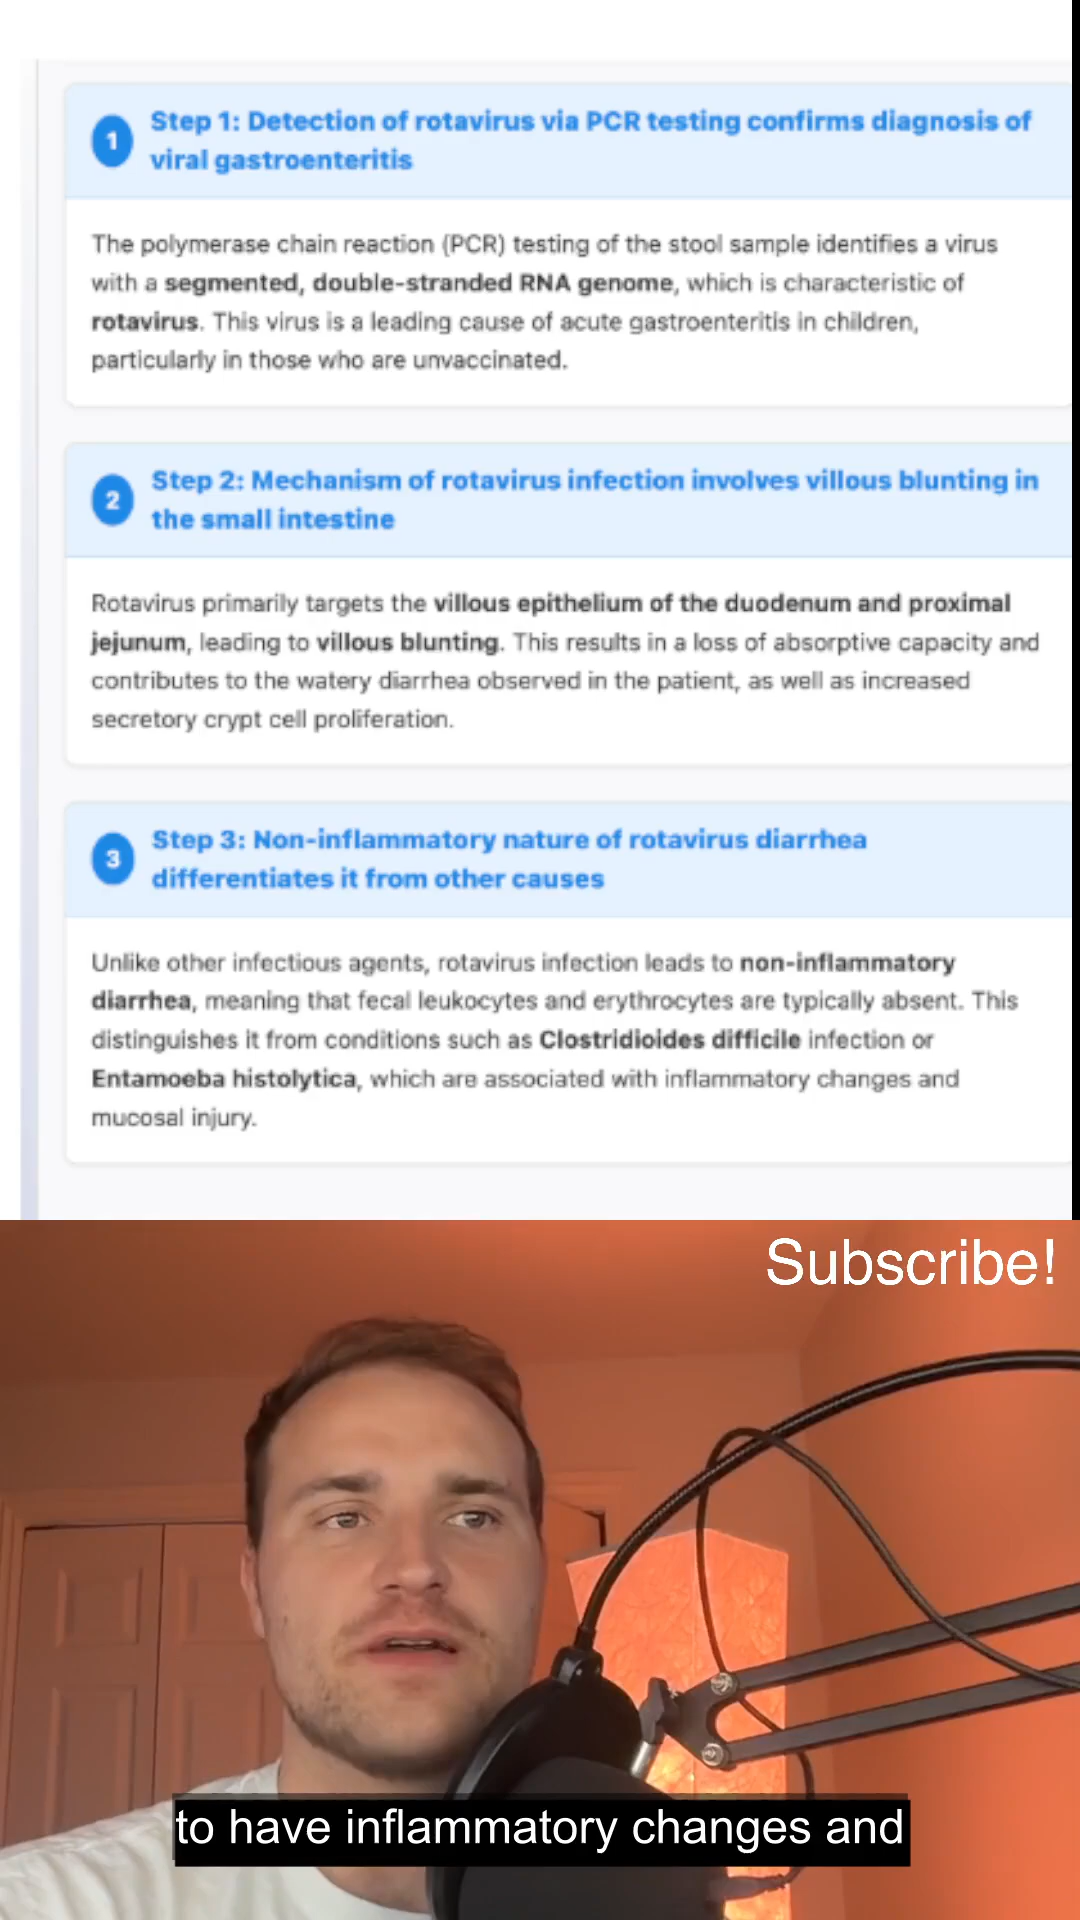 1
Step 1: Detection of rotavirus via PCR testing confirms diagnosis of
viral gastroenteritis
The polymerase chain reaction (PCR) testing of the stool sample identifies a virus
with a segmented, double-stranded RNA genome, which is characteristic of
rotavirus. This virus is a leading cause of acute gastroenteritis in children,
particularly in those who are unvaccinated.
2
Step 2: Mechanism of rotavirus infection involves villous blunting in
the small intestine
Rotavirus primarily targets the villous epithelium of the duodenum and proximal
jejunum, leading to villous blunting. This results in a loss of absorptive capacity and
contributes to the watery diarrhea observed in the patient, as well as increased
secretory crypt cell proliferation.
3
Step 3: Non-inflammatory nature of rotavirus diarrhea
differentiates it from other causes
Unlike other infectious agents, rotavirus infection leads to non-inflammatory
diarrhea, meaning that fecal leukocytes and erythrocytes are typically absent. This
distinguishes it from conditions such as Clostridioides difficile infection or
Entamoeba histolytica, which are associated with inflammatory changes and
mucosal injury.
Subscribe!
to have inflammatory changes and